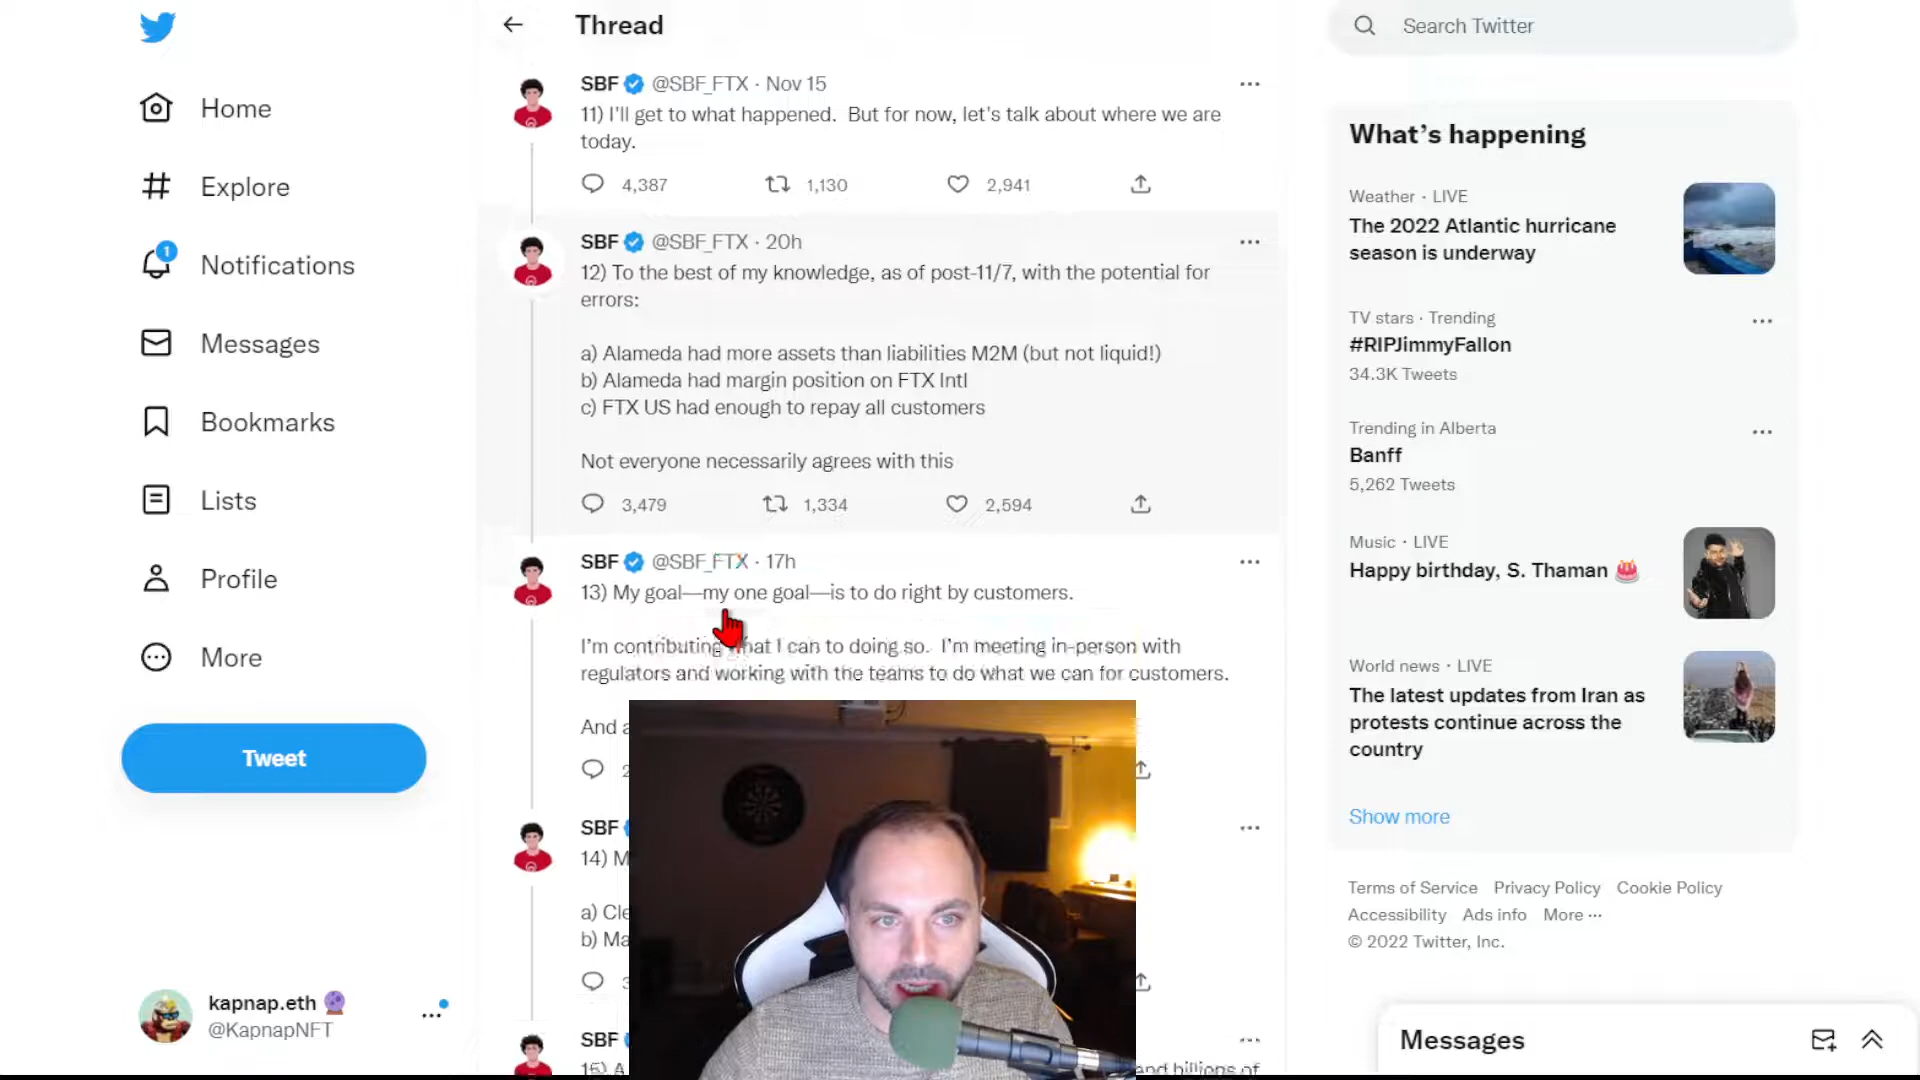 Home
Explore
1
Notifications
Messages
Bookmarks
Lists
Profile
More
Tweet
kapnap.eth
@KapnapNFT
Thread
SBF @SBF_FTX · Nov 15
11) I'll get to what happened. But for now, let's talk about where we are
today.
4,387 1,130 2,941
SBF @SBF_FTX · 20h
12) To the best of my knowledge, as of post-11/7, with the potential for
errors:
a) Alameda had more assets than liabilities M2M (but not liquid!)
b) Alameda had margin position on FTX Intl
c) FTX US had enough to repay all customers
Not everyone necessarily agrees with this
3,479 1,334 2,594
SBF @SBF_FTX · 17h
13) My goal—my one goal—is to do right by customers.
I'm contributing what I can to doing so. I'm meeting in-person with
regulators and working with the teams to do what we can for customers.
And
SBF
14)
a)
b)
SBF
15) and billions of
Search Twitter
What's happening
Weather · LIVE
The 2022 Atlantic hurricane
season is underway
TV stars · Trending
#RIPJimmyFallon
34.3K Tweets
Trending in Alberta
Banff
5,262 Tweets
Music · LIVE
Happy birthday, S. Thaman 🎂
World news · LIVE
The latest updates from Iran as
protests continue across the
country
Show more
Terms of Service Privacy Policy Cookie Policy
Accessibility Ads info More ···
© 2022 Twitter, Inc.
Messages